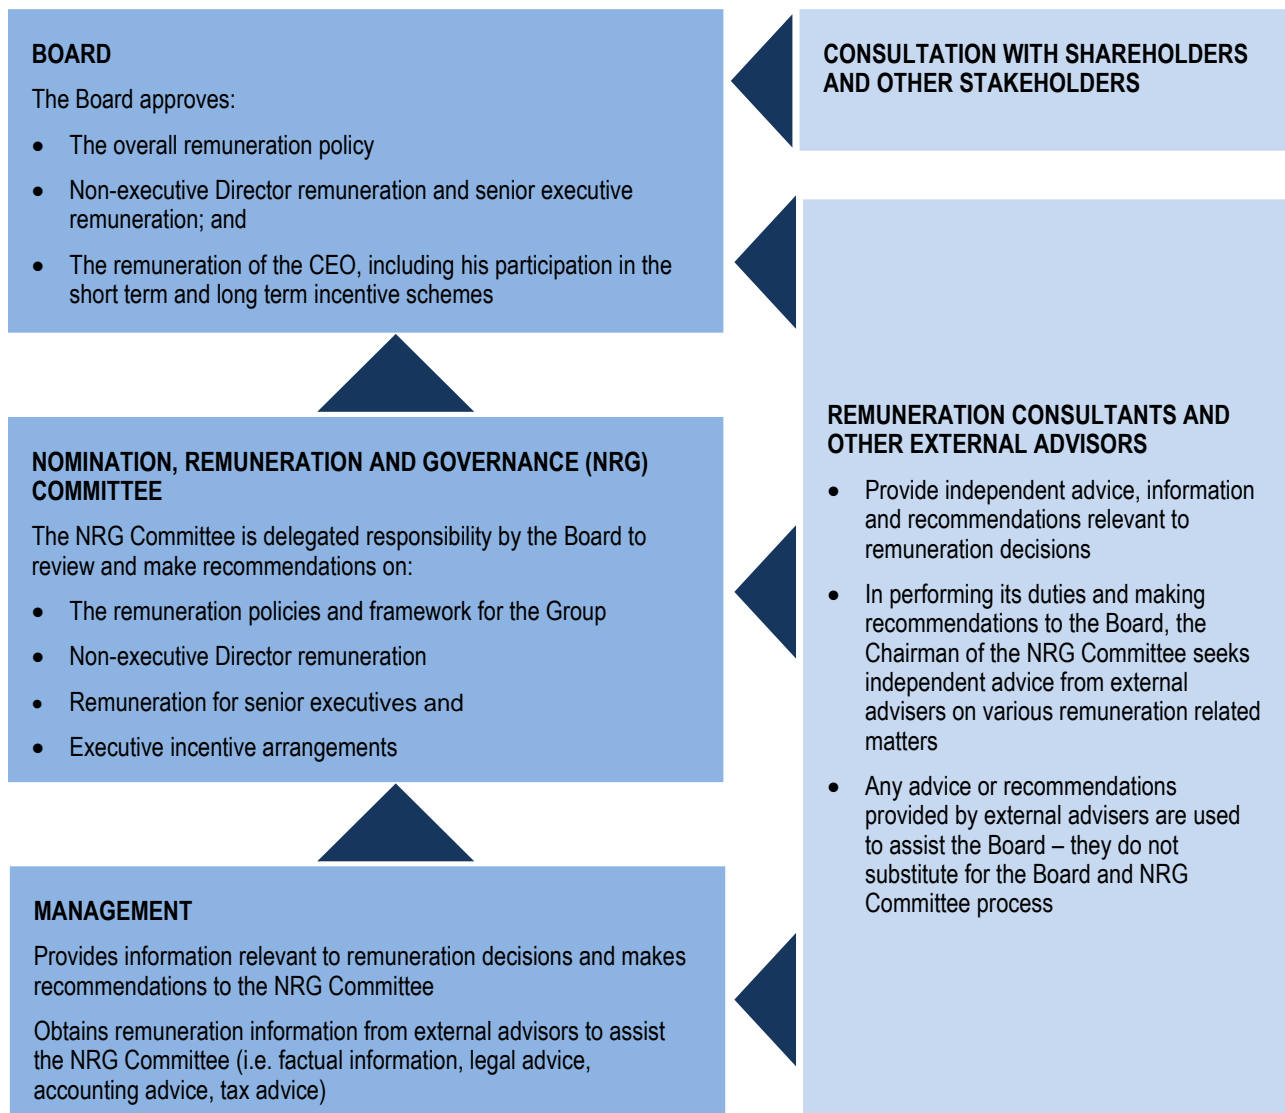 BOARD
The Board approves:
• The overall remuneration policy
• Non-executive Director remuneration and senior executive
remuneration; and
• The remuneration of the CEO, including his participation in the
short term and long term incentive schemes
CONSULTATION WITH SHAREHOLDERS
AND OTHER STAKEHOLDERS
NOMINATION, REMUNERATION AND GOVERNANCE (NRG)
COMMITTEE
The NRG Committee is delegated responsibility by the Board to
review and make recommendations on:
• The remuneration policies and framework for the Group
• Non-executive Director remuneration
• Remuneration for senior executives and
• Executive incentive arrangements
MANAGEMENT
Provides information relevant to remuneration decisions and makes
recommendations to the NRG Committee
Obtains remuneration information from external advisors to assist
the NRG Committee (i.e. factual information, legal advice,
accounting advice, tax advice)
REMUNERATION CONSULTANTS AND
OTHER EXTERNAL ADVISORS
• Provide independent advice, information
and recommendations relevant to
remuneration decisions
• In performing its duties and making
recommendations to the Board, the
Chairman of the NRG Committee seeks
independent advice from external
advisers on various remuneration related
matters
• Any advice or recommendations
provided by external advisers are used
to assist the Board – they do not
substitute for the Board and NRG
Committee process